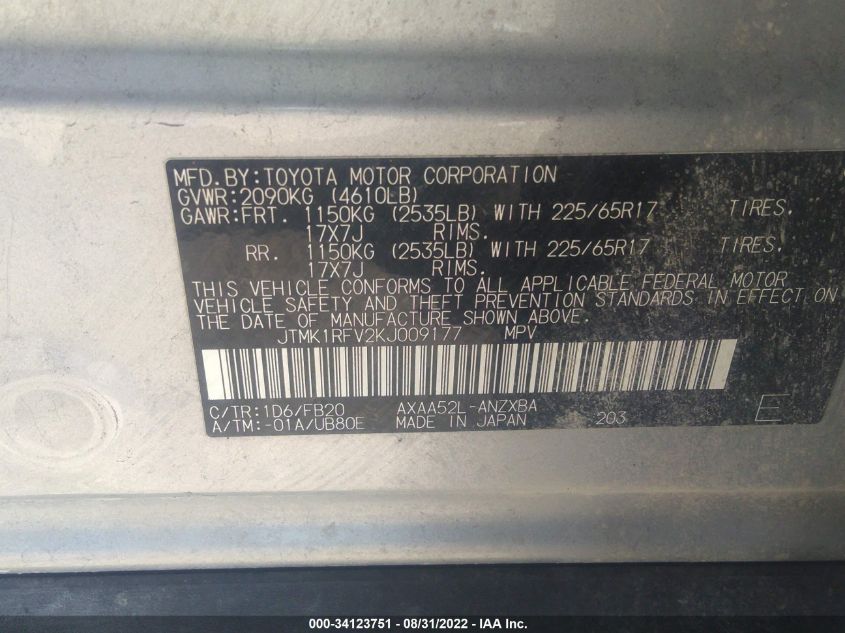 MFD.BY:TOYOTA MOTOR CORPORATION
GVWR:2090KG (4610LB)
GAWR:FRT. 1150KG (2535LB) WITH 225/65R17 TIRES.
17X7J RIMS.
RR. 1150KG (2535LB) WITH 225/65R17 TIRES.
17X7J RIMS.
THIS VEHICLE CONFORMS TO ALL APPLICABLE FEDERAL MOTOR
VEHICLE SAFETY AND THEFT PREVENTION STANDARDS IN EFFECT ON
THE DATE OF MANUFACTURE SHOWN ABOVE.
JTMK1RFV2KJ009177 MPV
C/TR:1D6/FB20 AXAA52L-ANZXBA
A/TM:-01A/UB80E MADE IN JAPAN 203 E
000-34123751 - 08/31/2022 - IAA Inc.